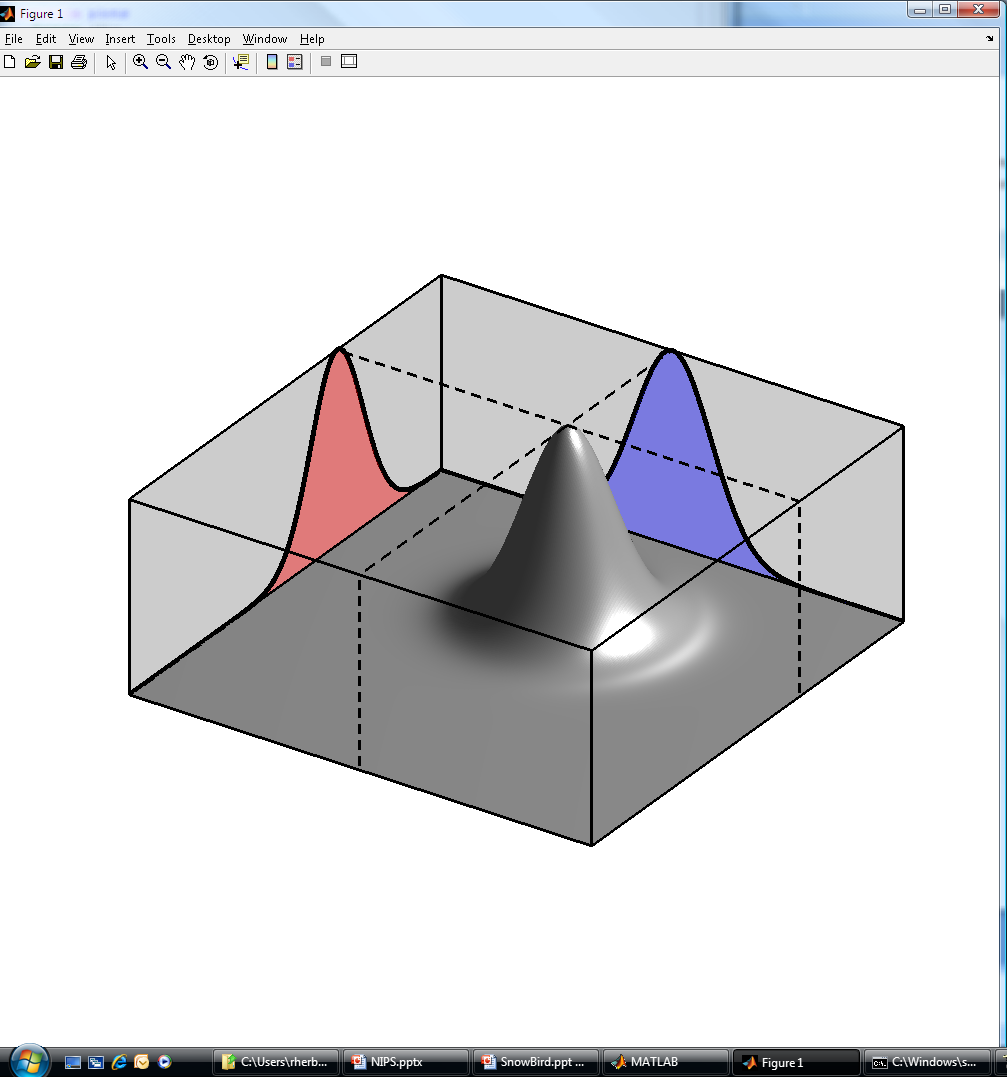 Figure 1
File Edit View Insert Tools Desktop Window Help
C:\Users\rherb... NIPS.pptx SnowBird.ppt ... MATLAB Figure 1 C:\Windows\s...